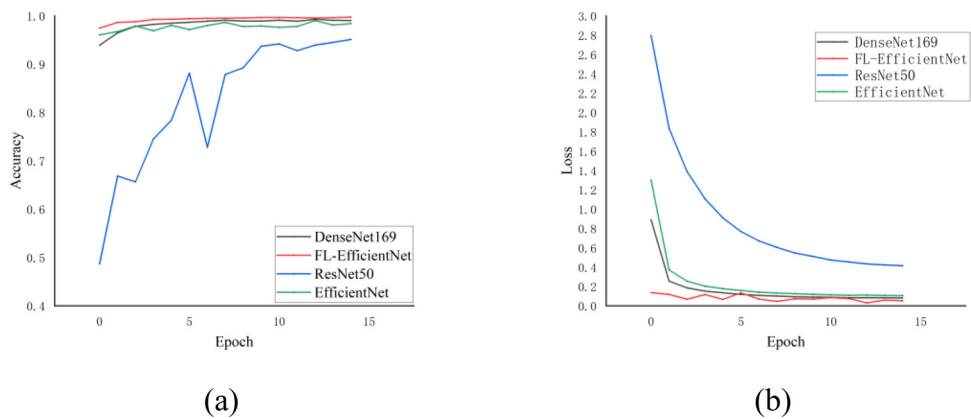 1.0
0.9
0.8
0.7
0.6
0.5
0.4
Accuracy
0 5 10 15
Epoch
DenseNet169
FL-EfficientNet
ResNet50
EfficientNet
(a)
3.0
2.8
2.6
2.4
2.2
2.0
1.8
1.6
1.4
1.2
1.0
0.8
0.6
0.4
0.2
0.0
Loss
0 5 10 15
Epoch
DenseNet169
FL-EfficientNet
ResNet50
EfficientNet
(b)